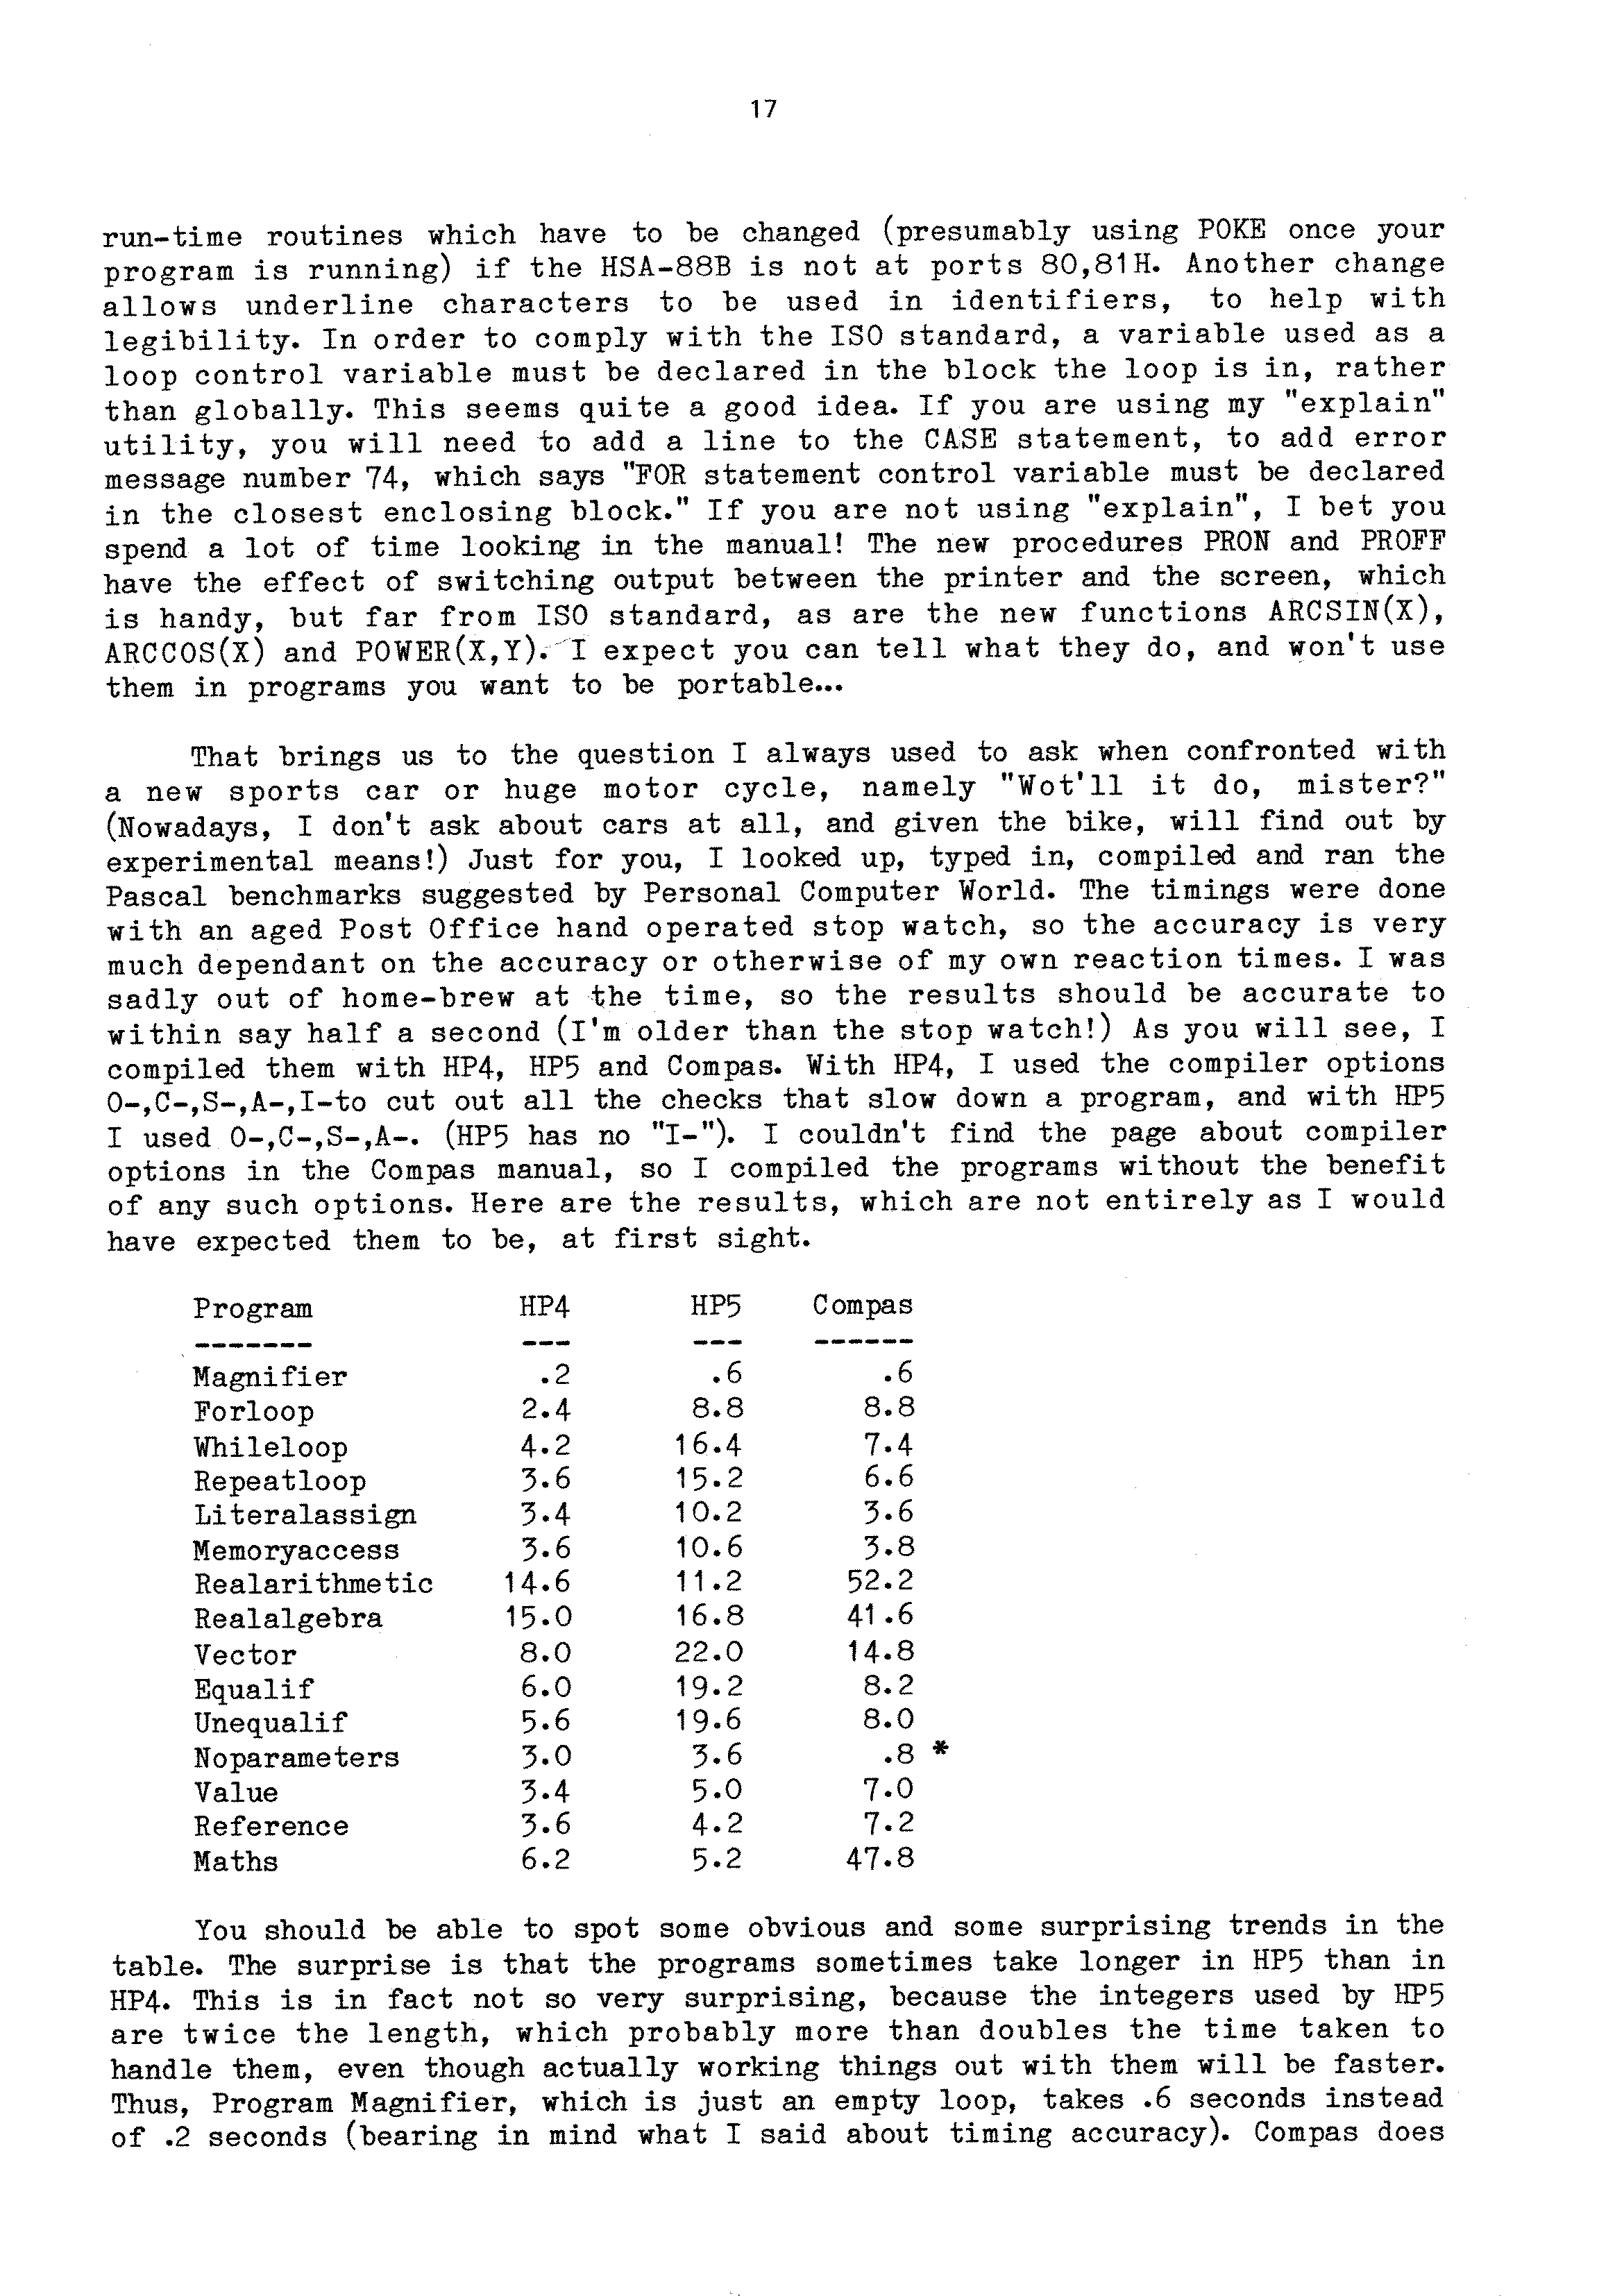 17
run-time routines which have to be changed (presumably using POKE once your
program is running) if the HSA-88B is not at ports 80,81H. Another change
allows underline characters to be used in identifiers, to help with
legibility. In order to comply with the ISO standard, a variable used as a
loop control variable must be declared in the block the loop is in, rather
than globally. This seems quite a good idea. If you are using my "explain"
utility, you will need to add a line to the CASE statement, to add error
message number 74, which says "FOR statement control variable must be declared
in the closest enclosing block." If you are not using "explain", I bet you
spend a lot of time looking in the manual! The new procedures PRON and PROFF
have the effect of switching output between the printer and the screen, which
is handy, but far from ISO standard, as are the new functions ARCSIN(X),
ARCCOS(X) and POWER(X,Y). I expect you can tell what they do, and won't use
them in programs you want to be portable...
That brings us to the question I always used to ask when confronted with
a new sports car or huge motor cycle, namely "Wot'll it do, mister?"
(Nowadays, I don't ask about cars at all, and given the bike, will find out by
experimental means!) Just for you, I looked up, typed in, compiled and ran the
Pascal benchmarks suggested by Personal Computer World. The timings were done
with an aged Post Office hand operated stop watch, so the accuracy is very
much dependant on the accuracy or otherwise of my own reaction times. I was
sadly out of home-brew at the time, so the results should be accurate to
within say half a second (I'm older than the stop watch!) As you will see, I
compiled them with HP4, HP5 and Compas. With HP4, I used the compiler options
O-,C-,S-,A-,I-to cut out all the checks that slow down a program, and with HP5
I used O-,C-,S-,A-. (HP5 has no "I-"). I couldn't find the page about compiler
options in the Compas manual, so I compiled the programs without the benefit
of any such options. Here are the results, which are not entirely as I would
have expected them to be, at first sight.
Program HP4 HP5 Compas
------- --- --- ------
Magnifier .2 .6 .6
Forloop 2.4 8.8 8.8
Whileloop 4.2 16.4 7.4
Repeatloop 3.6 15.2 6.6
Literalassign 3.4 10.2 3.6
Memoryaccess 3.6 10.6 3.8
Realarithmetic 14.6 11.2 52.2
Realalgebra 15.0 16.8 41.6
Vector 8.0 22.0 14.8
Equalif 6.0 19.2 8.2
Unequalif 5.6 19.6 8.0
Noparameters 3.0 3.6 .8 *
Value 3.4 5.0 7.0
Reference 3.6 4.2 7.2
Maths 6.2 5.2 47.8
You should be able to spot some obvious and some surprising trends in the
table. The surprise is that the programs sometimes take longer in HP5 than in
HP4. This is in fact not so very surprising, because the integers used by HP5
are twice the length, which probably more than doubles the time taken to
handle them, even though actually working things out with them will be faster.
Thus, Program Magnifier, which is just an empty loop, takes .6 seconds instead
of .2 seconds (bearing in mind what I said about timing accuracy). Compas does